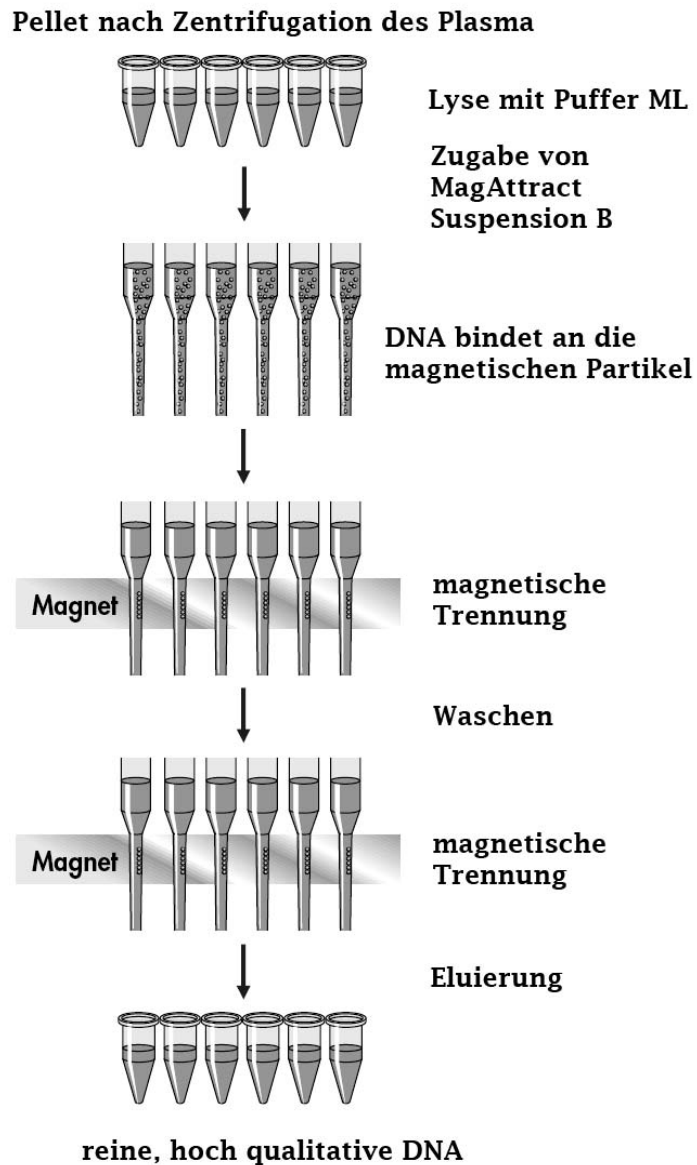 Pellet nach Zentrifugation des Plasma
Lyse mit Puffer ML
Zugabe von
MagAttract
Suspension B
DNA bindet an die
magnetischen Partikel
Magnet
magnetische
Trennung
Waschen
Magnet
magnetische
Trennung
Eluierung
reine, hoch qualitative DNA